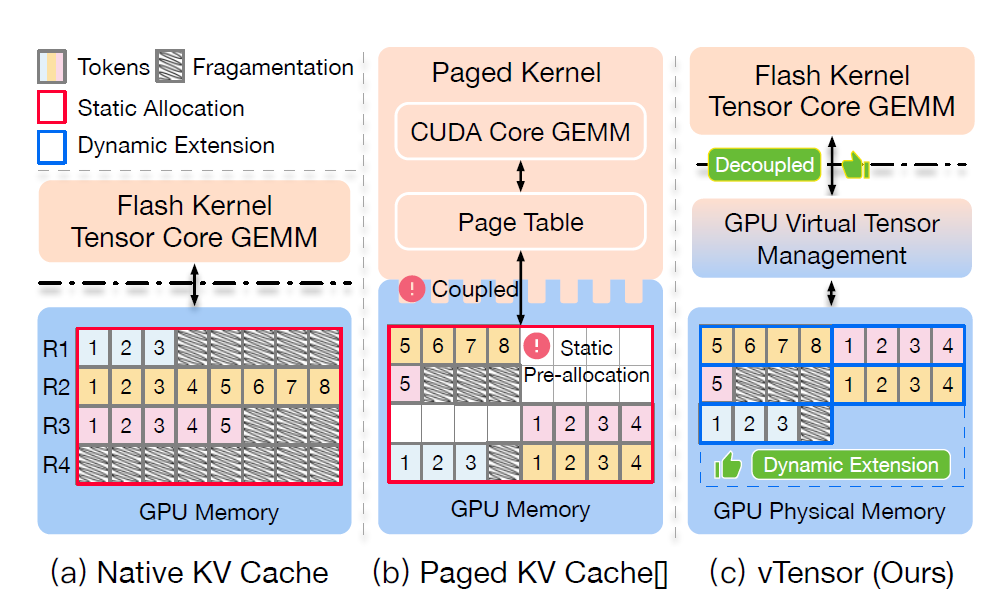 Tokens Fragamentation
Static Allocation
Dynamic Extension
Flash Kernel
Tensor Core GEMM
R1 1 2 3
R2 1 2 3 4 5 6 7 8
R3 1 2 3 4 5
R4
GPU Memory
(a) Native KV Cache
Paged Kernel
CUDA Core GEMM
Page Table
! Coupled
5 6 7 8 ! Static
5 Pre-allocation
1 2 3 4
1 2 3 1 2 3 4
GPU Memory
(b) Paged KV Cache[]
Flash Kernel
Tensor Core GEMM
Decoupled
GPU Virtual Tensor
Management
5 6 7 8 1 2 3 4
5 1 2 3 4
1 2 3
Dynamic Extension
GPU Physical Memory
(c) vTensor (Ours)